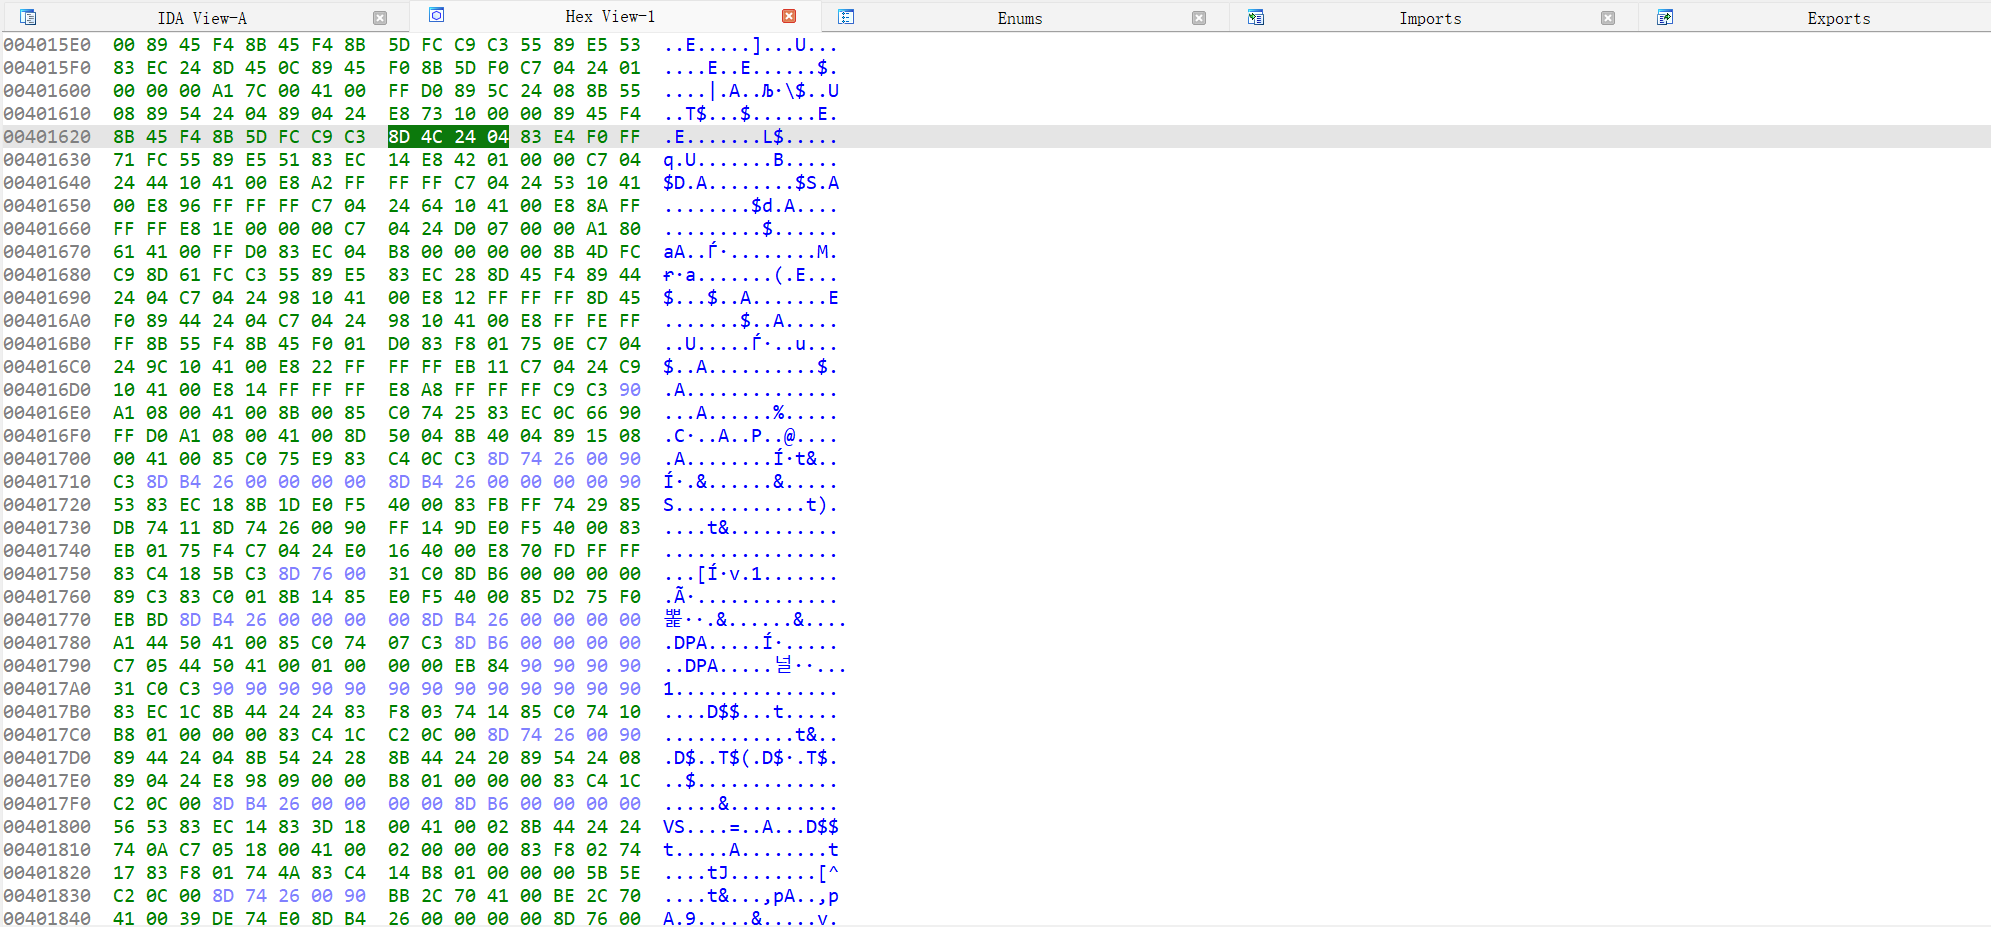 IDA View-A Hex View-1 Enums Imports Exports
004015E0 00 89 45 F4 8B 45 F4 8B 5D FC C9 C3 55 89 E5 53 ..E.....]...U...
004015F0 83 EC 24 8D 45 0C 89 45 F0 8B 5D F0 C7 04 24 01 ....E..E......$.
00401600 00 00 00 A1 7C 00 41 00 FF D0 89 5C 24 08 8B 55 ....|.A..Љ·\$..U
00401610 08 89 54 24 04 89 04 24 E8 73 10 00 00 89 45 F4 ..T$...$......E.
00401620 8B 45 F4 8B 5D FC C9 C3 8D 4C 24 04 83 E4 F0 FF .E.......L$.....
00401630 71 FC 55 89 E5 51 83 EC 14 E8 42 01 00 00 C7 04 q.U.......B.....
00401640 24 44 10 41 00 E8 A2 FF FF FF C7 04 24 53 10 41 $D.A........$S.A
00401650 00 E8 96 FF FF FF C7 04 24 64 10 41 00 E8 8A FF ........$d.A....
00401660 FF FF E8 1E 00 00 00 C7 04 24 D0 07 00 00 A1 80 .........$......
00401670 61 41 00 FF D0 83 EC 04 B8 00 00 00 00 8B 4D FC aA..Ѓ·........M.
00401680 C9 8D 61 FC C3 55 89 E5 83 EC 28 8D 45 F4 89 44 ɍ·a.......(.E...
00401690 24 04 C7 04 24 98 10 41 00 E8 12 FF FF FF 8D 45 $...$..A.......E
004016A0 F0 89 44 24 04 C7 04 24 98 10 41 00 E8 FF FE FF .......$..A.....
004016B0 FF 8B 55 F4 8B 45 F0 01 D0 83 F8 01 75 0E C7 04 ..U.....Ѓ·..u...
004016C0 24 9C 10 41 00 E8 22 FF FF FF EB 11 C7 04 24 C9 $..A..........$.
004016D0 10 41 00 E8 14 FF FF FF E8 A8 FF FF FF C9 C3 90 .A..............
004016E0 A1 08 00 41 00 8B 00 85 C0 74 25 83 EC 0C 66 90 ...A......%.....
004016F0 FF D0 A1 08 00 41 00 8D 50 04 8B 40 04 89 15 08 .С·..A..P..@....
00401700 00 41 00 85 C0 75 E9 83 C4 0C C3 8D 74 26 00 90 .A........Í·t&..
00401710 C3 8D B4 26 00 00 00 00 8D B4 26 00 00 00 00 90 Í·.&......&.....
00401720 53 83 EC 18 8B 1D E0 F5 40 00 83 FB FF 74 29 85 S............t).
00401730 DB 74 11 8D 74 26 00 90 FF 14 9D E0 F5 40 00 83 ....t&..........
00401740 EB 01 75 F4 C7 04 24 E0 16 40 00 E8 70 FD FF FF ................
00401750 83 C4 18 5B C3 8D 76 00 31 C0 8D B6 00 00 00 00 ...[Í·v.1.......
00401760 89 C3 83 C0 01 8B 14 85 E0 F5 40 00 85 D2 75 F0 .Ã·.............
00401770 EB BD 8D B4 26 00 00 00 00 8D B4 26 00 00 00 00 뽍··.&......&....
00401780 A1 44 50 41 00 85 C0 74 07 C3 8D B6 00 00 00 00 .DPA.....Í·.....
00401790 C7 05 44 50 41 00 01 00 00 00 EB 84 90 90 90 90 ..DPA.....널··...
004017A0 31 C0 C3 90 90 90 90 90 90 90 90 90 90 90 90 90 1...............
004017B0 83 EC 1C 8B 44 24 24 83 F8 03 74 14 85 C0 74 10 ....D$$...t.....
004017C0 B8 01 00 00 00 83 C4 1C C2 0C 00 8D 74 26 00 90 ............t&..
004017D0 89 44 24 04 8B 54 24 28 8B 44 24 20 89 54 24 08 .D$..T$(.D$·.T$.
004017E0 89 04 24 E8 98 09 00 00 B8 01 00 00 00 83 C4 1C ..$.............
004017F0 C2 0C 00 8D B4 26 00 00 00 00 8D B6 00 00 00 00 .....&..........
00401800 56 53 83 EC 14 83 3D 18 00 41 00 02 8B 44 24 24 VS....=..A...D$$
00401810 74 0A C7 05 18 00 41 00 02 00 00 00 83 F8 02 74 t.....A........t
00401820 17 83 F8 01 74 4A 83 C4 14 B8 01 00 00 00 5B 5E ....tJ........[^
00401830 C2 0C 00 8D 74 26 00 90 BB 2C 70 41 00 BE 2C 70 ....t&...,pA..,p
00401840 41 00 39 DE 74 E0 8D B4 26 00 00 00 00 8D 76 00 A.9.....&.....v.